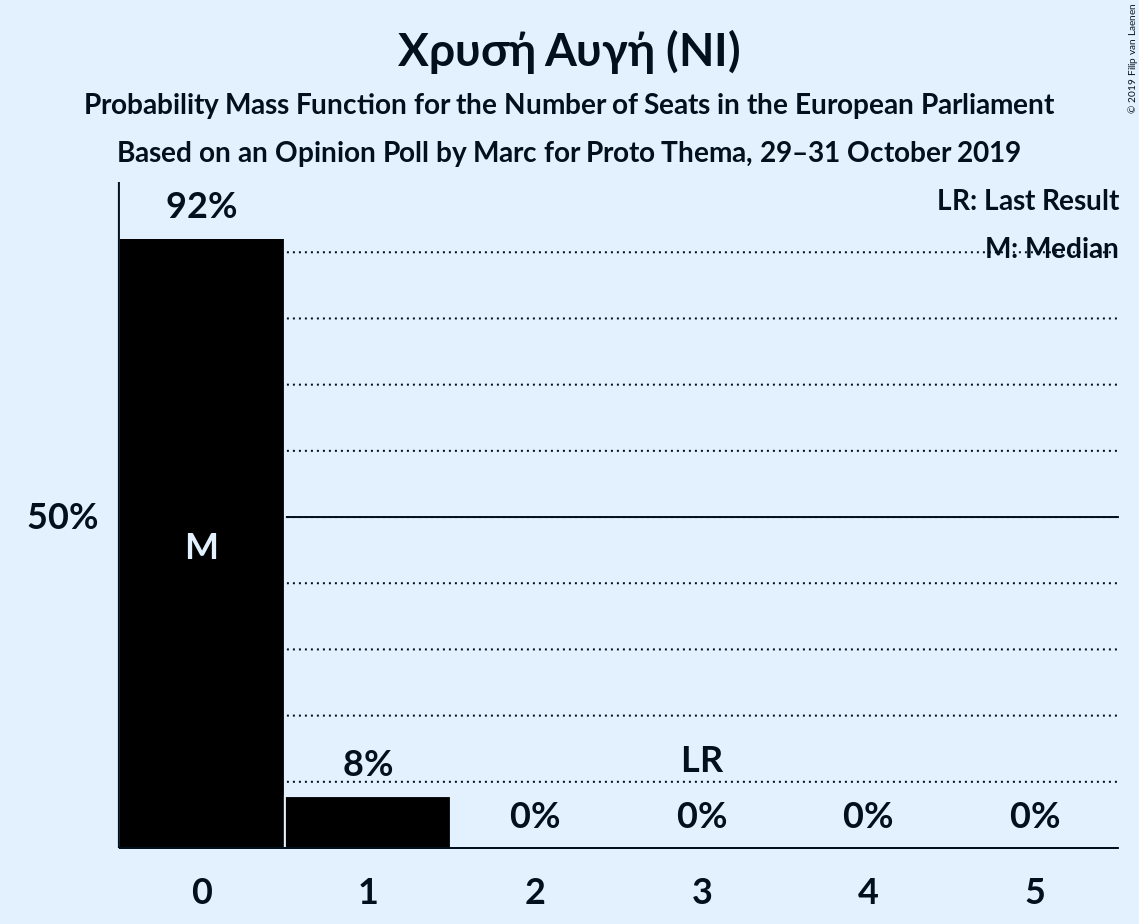 Χρυσή Αυγή (NI)
Probability Mass Function for the Number of Seats in the European Parliament
Based on an Opinion Poll by Marc for Proto Thema, 29–31 October 2019
© 2019 Filip van Laenen
LR: Last Result
M: Median
92%
50%
M
8%
LR
0%
0%
0%
0%
0 1 2 3 4 5